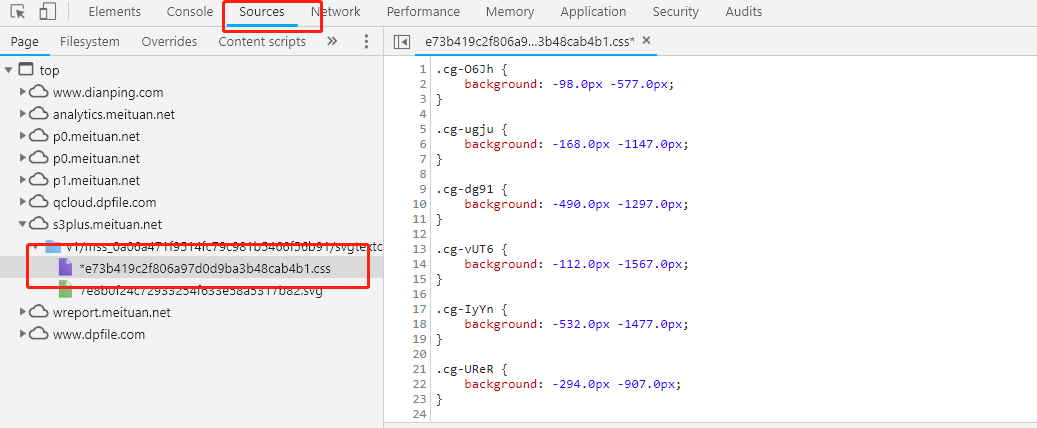 Elements Console Sources Network Performance Memory Application Security Audits
Page Filesystem Overrides Content scripts »
top
www.dianping.com
analytics.meituan.net
p0.meituan.net
p0.meituan.net
p1.meituan.net
qcloud.dpfile.com
s3plus.meituan.net
v1/mss_0a06a471f9514fc79c981b5466f56b91/svgtextc
*e73b419c2f806a97d0d9ba3b48cab4b1.css
7e8b0f24c72933254f633e58a5317b82.svg
wreport.meituan.net
www.dpfile.com
e73b419c2f806a9…3b48cab4b1.css* ×
1 .cg-O6Jh {
2 background: -98.0px -577.0px;
3 }
4
5 .cg-ugju {
6 background: -168.0px -1147.0px;
7 }
8
9 .cg-dg91 {
10 background: -490.0px -1297.0px;
11 }
12
13 .cg-vUT6 {
14 background: -112.0px -1567.0px;
15 }
16
17 .cg-IyYn {
18 background: -532.0px -1477.0px;
19 }
20
21 .cg-UReR {
22 background: -294.0px -907.0px;
23 }
24